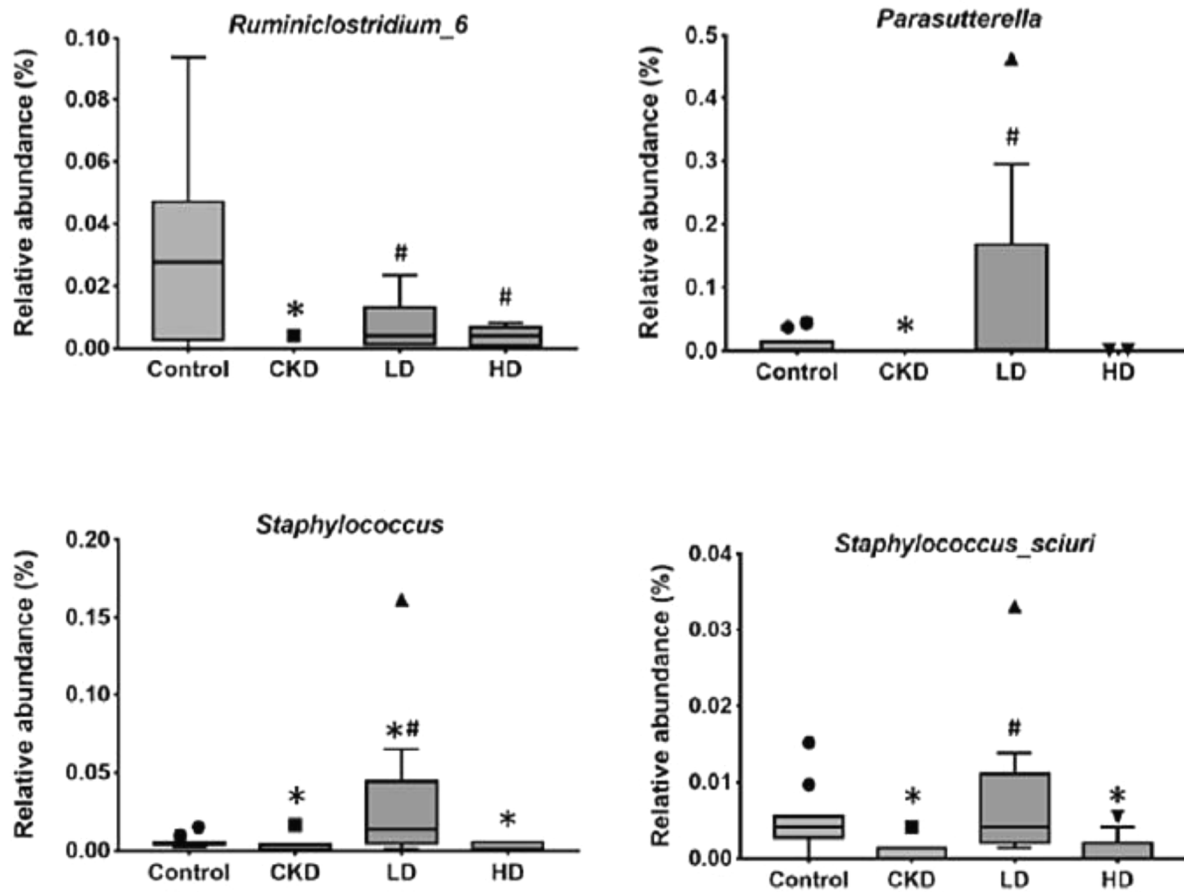 Ruminiclostridium_6
Relative abundance (%)
0.10
0.08
0.06
0.04
0.02
0.00
#
#
*
Control CKD LD HD
Parasutterella
Relative abundance (%)
0.5
0.4
0.3
0.2
0.1
0.0
#
*
Control CKD LD HD
Staphylococcus
Relative abundance (%)
0.20
0.15
0.10
0.05
0.00
*#
*
*
Control CKD LD HD
Staphylococcus_sciuri
Relative abundance (%)
0.04
0.03
0.02
0.01
0.00
#
*
*
Control CKD LD HD